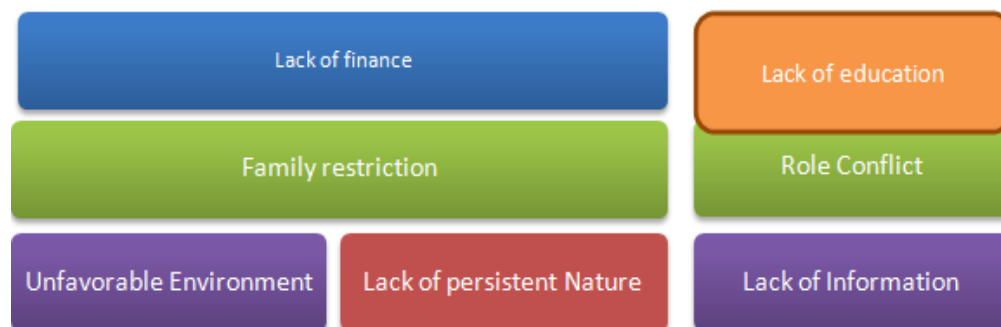 Lack of finance
Lack of education
Family restriction
Role Conflict
Unfavorable Environment
Lack of persistent Nature
Lack of Information